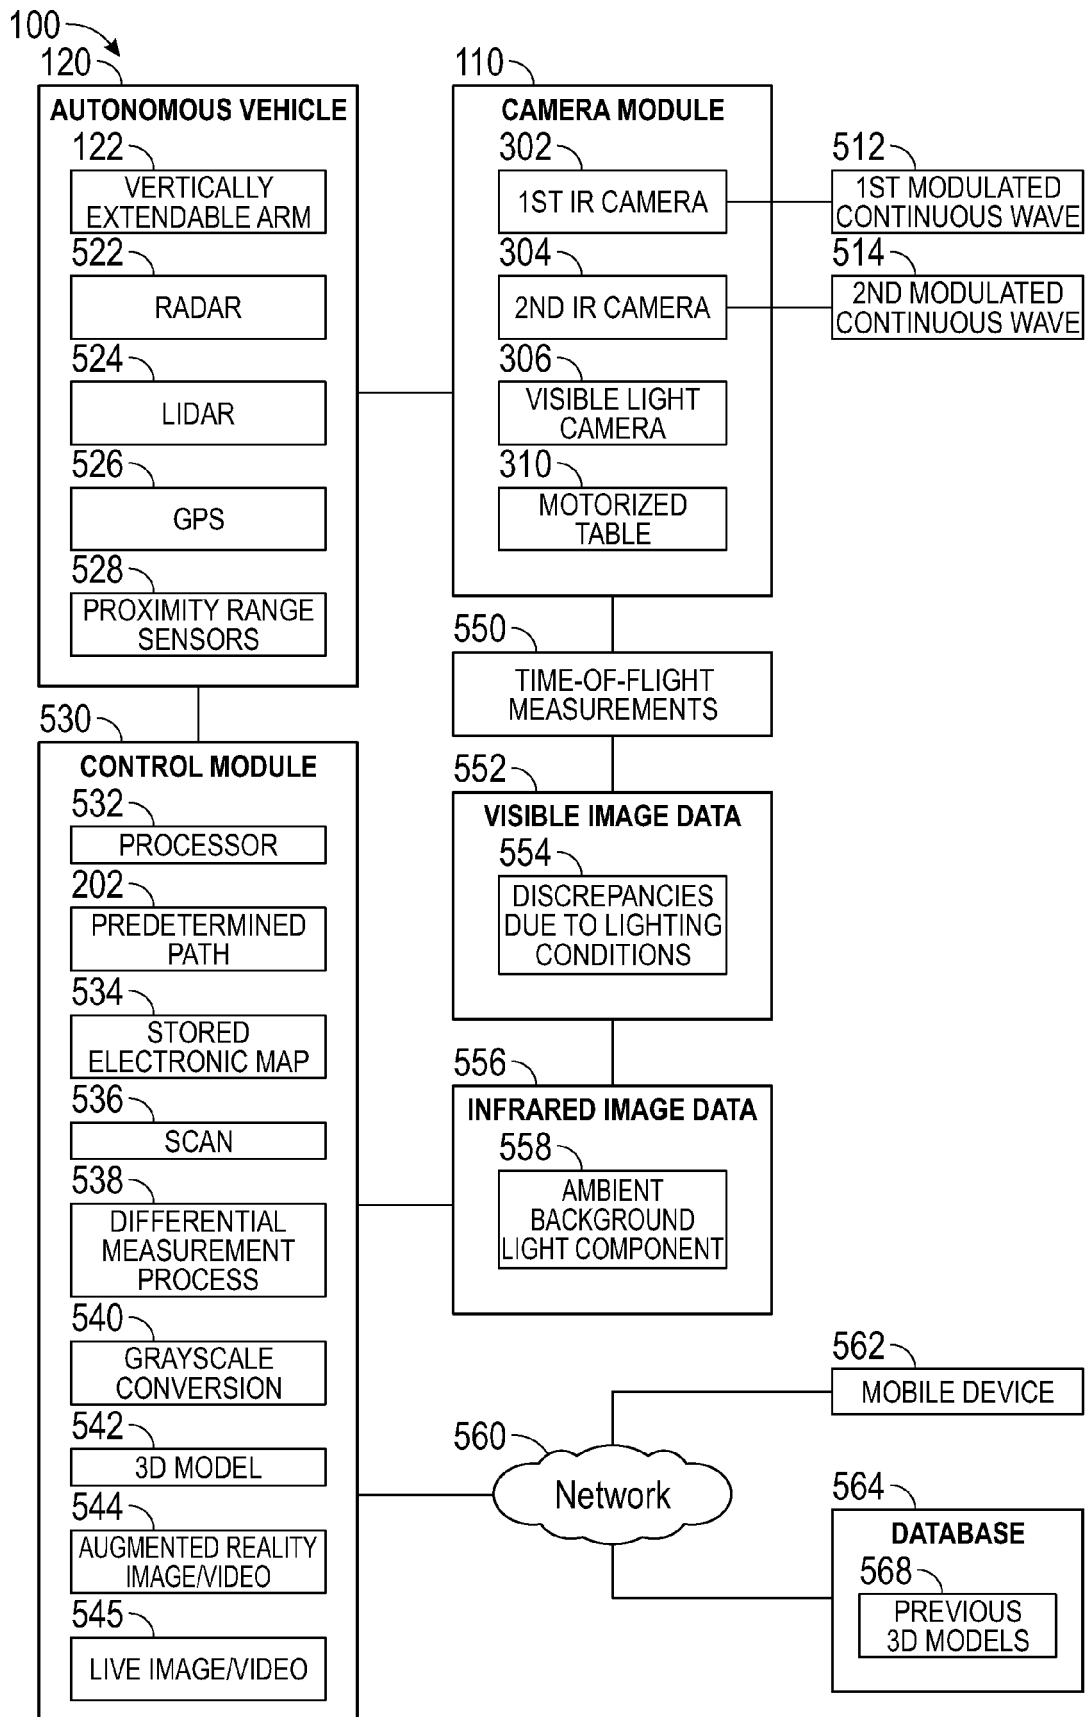 100
120
AUTONOMOUS VEHICLE
122
VERTICALLY
EXTENDABLE ARM
522
RADAR
524
LIDAR
526
GPS
528
PROXIMITY RANGE
SENSORS
110
CAMERA MODULE
302
1ST IR CAMERA
304
2ND IR CAMERA
306
VISIBLE LIGHT
CAMERA
310
MOTORIZED
TABLE
512
1ST MODULATED
CONTINUOUS WAVE
514
2ND MODULATED
CONTINUOUS WAVE
530
CONTROL MODULE
532
PROCESSOR
202
PREDETERMINED
PATH
534
STORED
ELECTRONIC MAP
536
SCAN
538
DIFFERENTIAL
MEASUREMENT
PROCESS
540
GRAYSCALE
CONVERSION
542
3D MODEL
544
AUGMENTED REALITY
IMAGE/VIDEO
545
LIVE IMAGE/VIDEO
550
TIME-OF-FLIGHT
MEASUREMENTS
552
VISIBLE IMAGE DATA
554
DISCREPANCIES
DUE TO LIGHTING
CONDITIONS
556
INFRARED IMAGE DATA
558
AMBIENT
BACKGROUND
LIGHT COMPONENT
560
Network
562
MOBILE DEVICE
564
DATABASE
568
PREVIOUS
3D MODELS